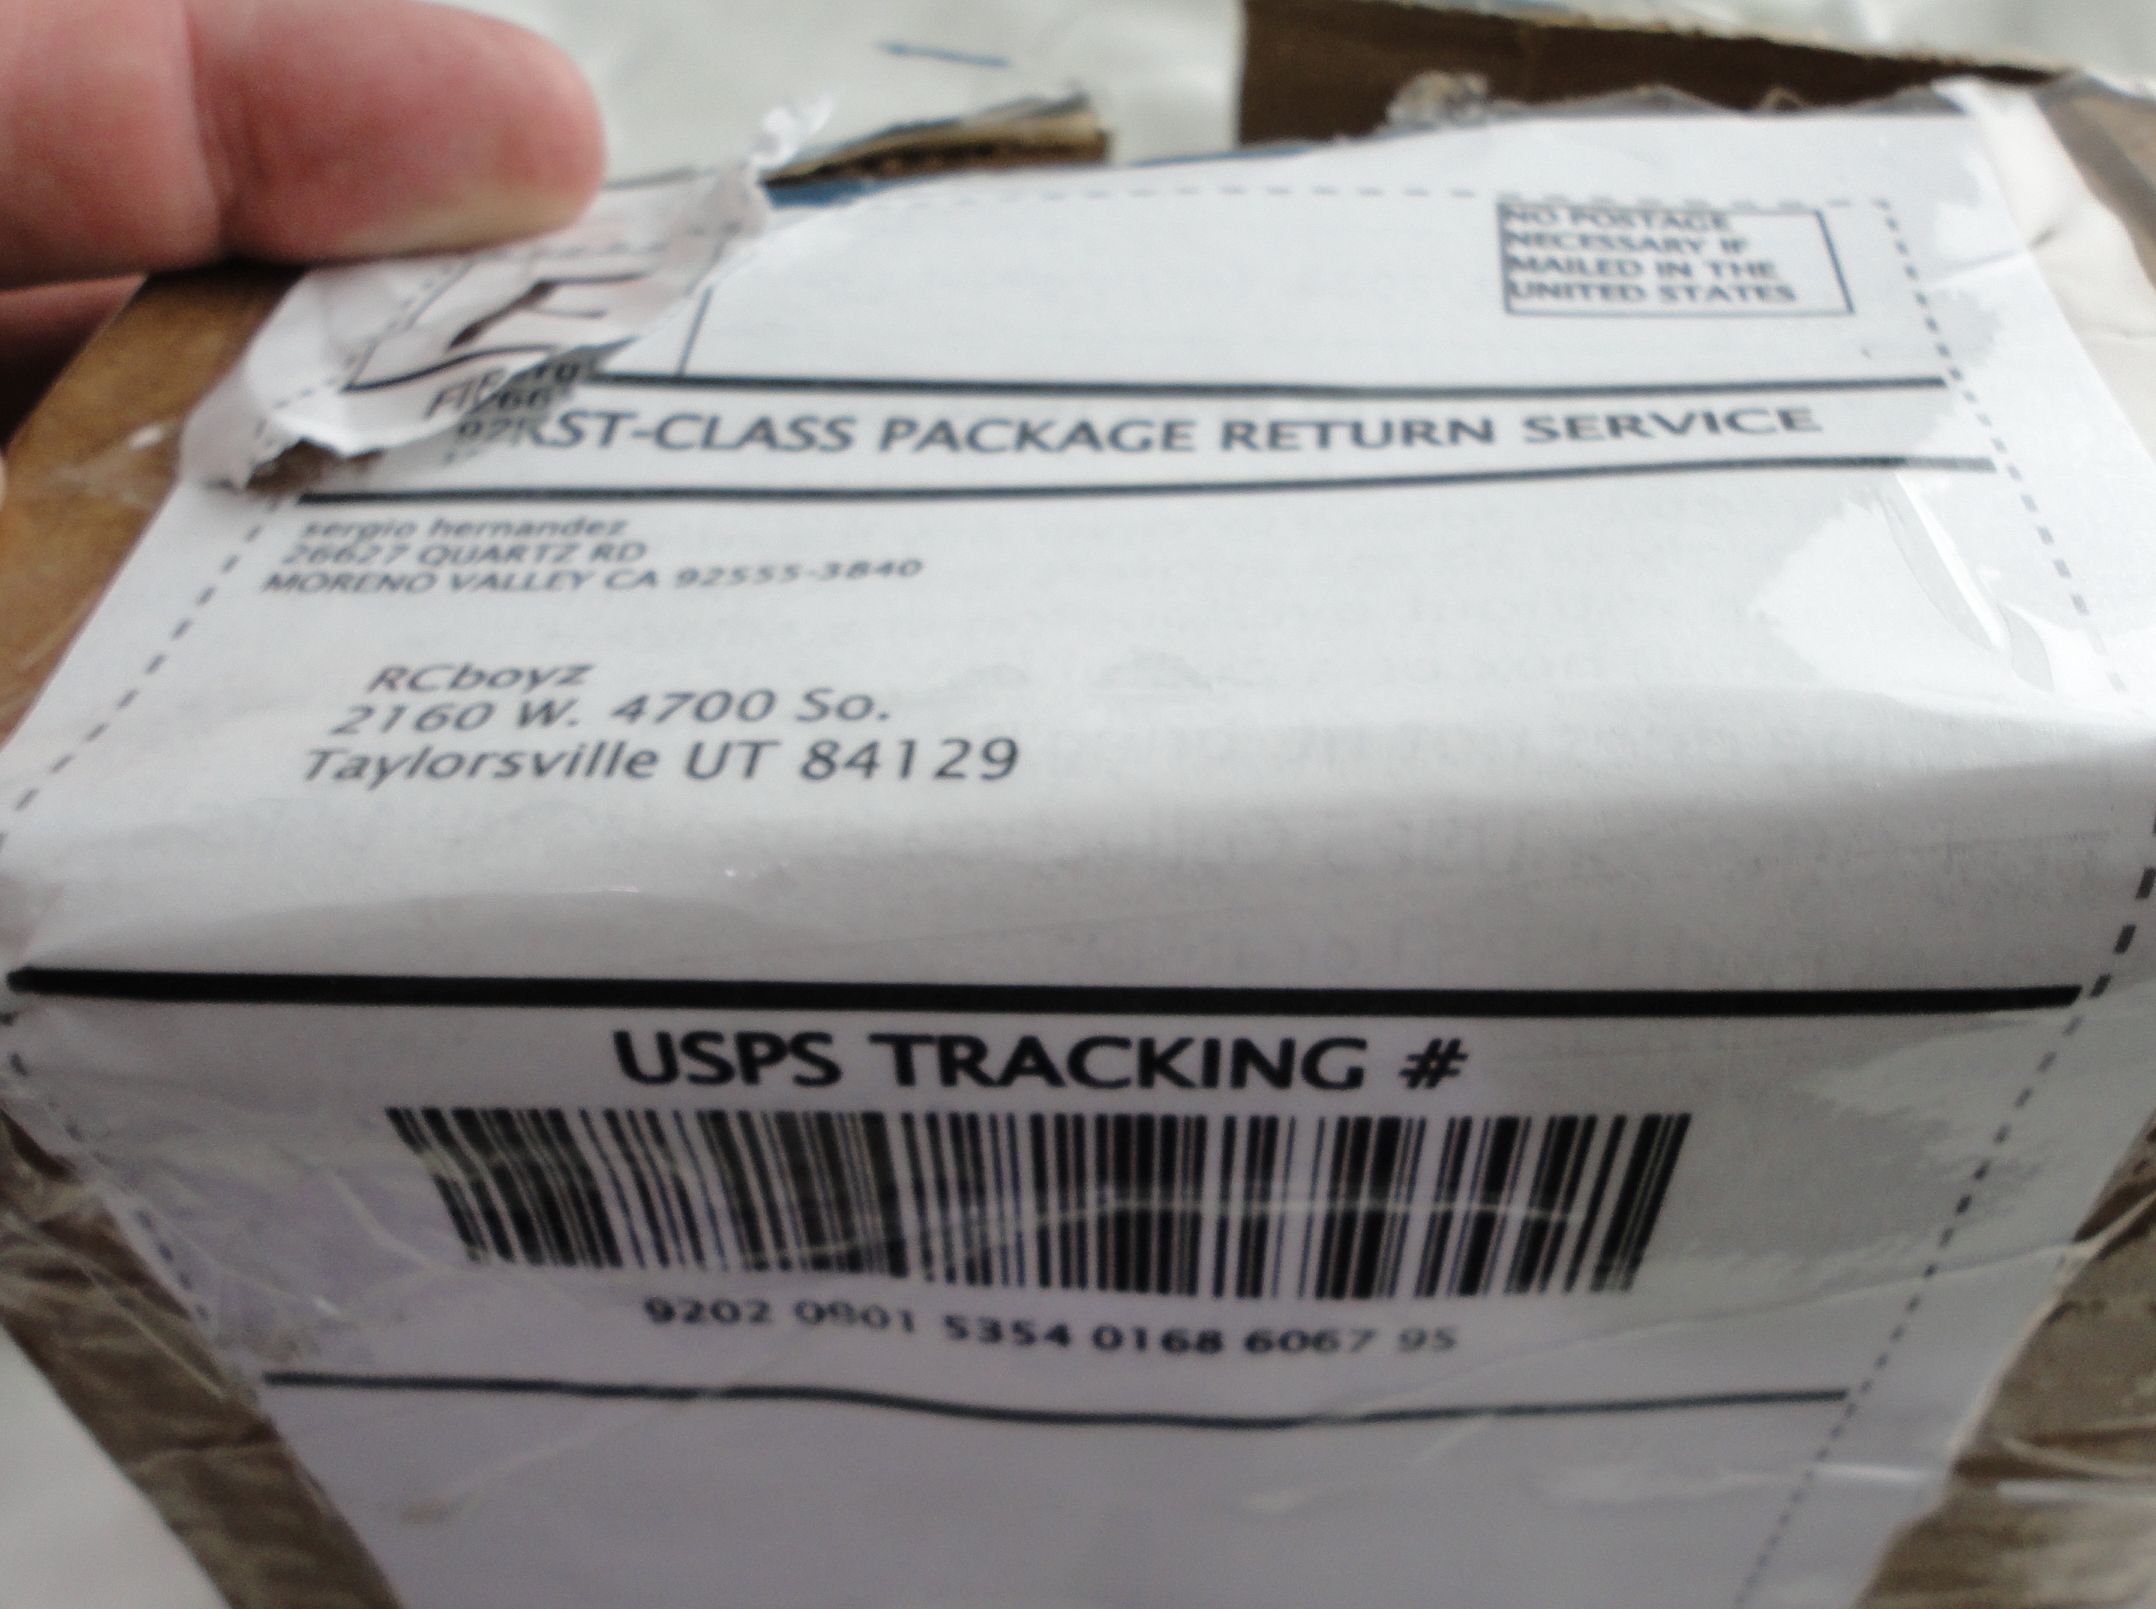 F
NO POSTAGE
NECESSARY IF
MAILED IN THE
UNITED STATES
RST-CLASS PACKAGE RETURN SERVICE
sergio hernandez
26627 QUARTZ RD
MORENO VALLEY CA 92555-3840
RCboyz
2160 W. 4700 So.
Taylorsville UT 84129
USPS TRACKING #
9202 0901 5354 0168 6067 95